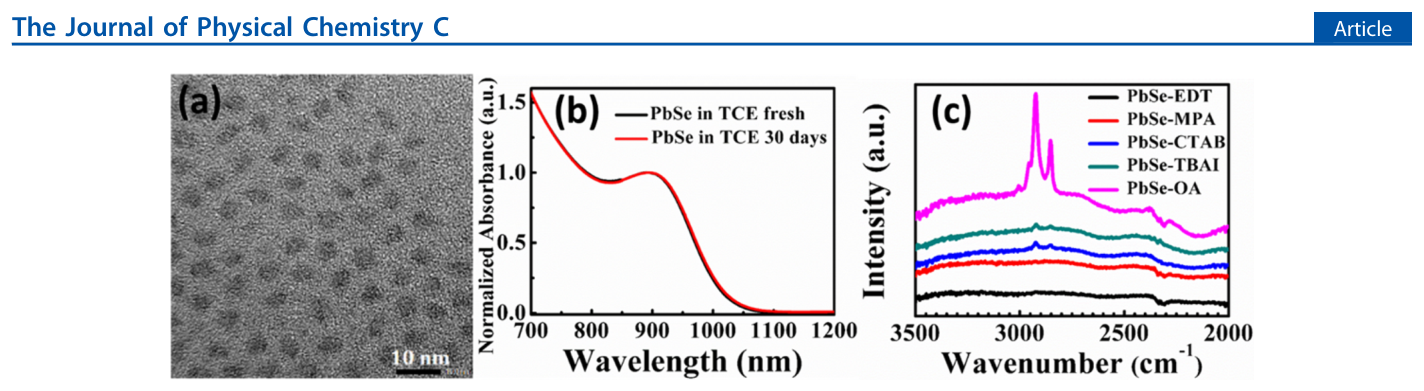 The Journal of Physical Chemistry C
Article
(a)
10 nm
(b)
PbSe in TCE fresh
PbSe in TCE 30 days
Normalized Absorbance (a.u.)
1.5
1.0
0.5
0.0
700 800 900 1000 1100 1200
Wavelength (nm)
(c)
PbSe-EDT
PbSe-MPA
PbSe-CTAB
PbSe-TBAI
PbSe-OA
Intensity (a.u.)
3500 3000 2500 2000
Wavenumber (cm⁻¹)